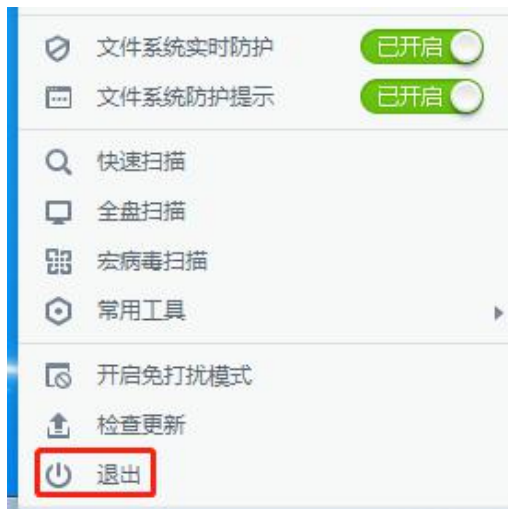 文件系统实时防护 已开启
文件系统防护提示 已开启
快速扫描
全盘扫描
宏病毒扫描
常用工具
开启免打扰模式
检查更新
退出